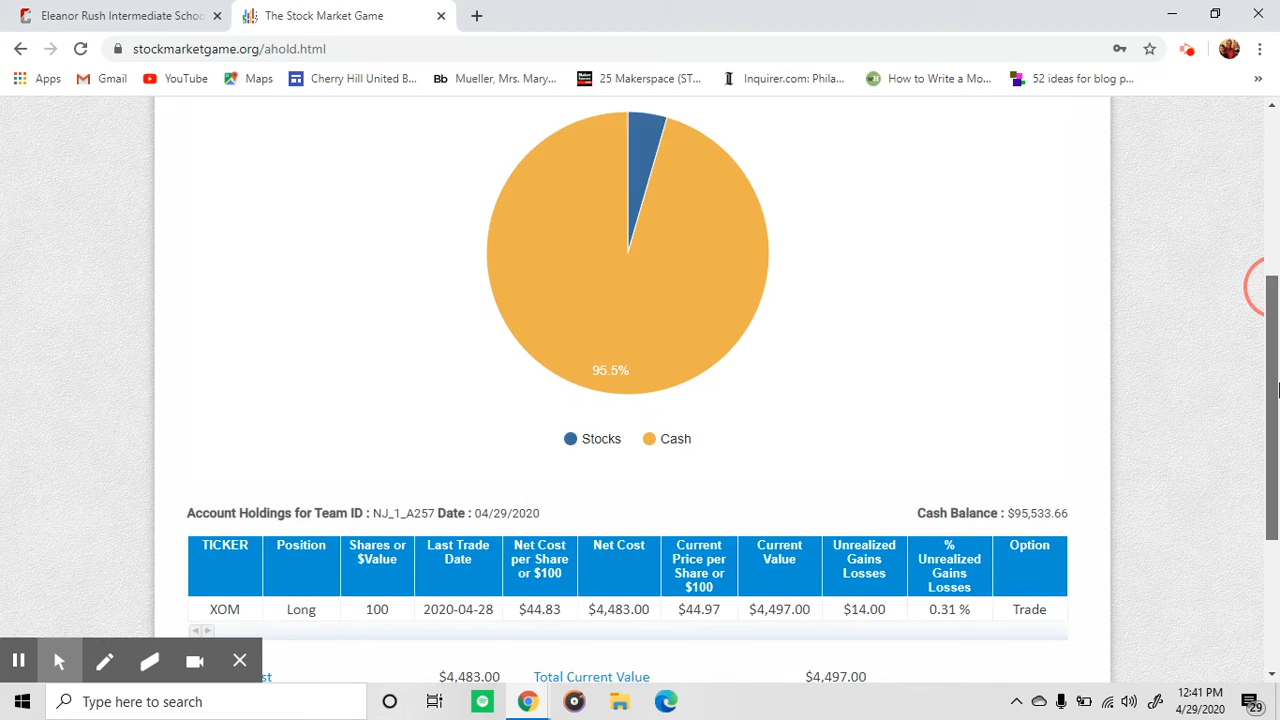 Eleanor Rush Intermediate Schoo
The Stock Market Game
stockmarketgame.org/ahold.html
Apps
Gmail
YouTube
Maps
Cherry Hill United B...
Bb
Mueller, Mrs. Mary...
25 Makerspace (ST...
Inquirer.com: Phila...
How to Write a Mo...
52 ideas for blog p...
»
95.5%
Stocks
Cash
Account Holdings for Team ID : NJ_1_A257 Date : 04/29/2020
Cash Balance : $95,533.66
TICKER
Position
Shares or
$Value
Last Trade
Date
Net Cost
per Share
or $100
Net Cost
Current
Price per
Share or
$100
Current
Value
Unrealized
Gains
Losses
%
Unrealized
Gains
Losses
Option
XOM
Long
100
2020-04-28
$44.83
$4,483.00
$44.97
$4,497.00
$14.00
0.31 %
Trade
st
$4,483.00
Total Current Value
$4,497.00
Type here to search
12:41 PM
4/29/2020
29